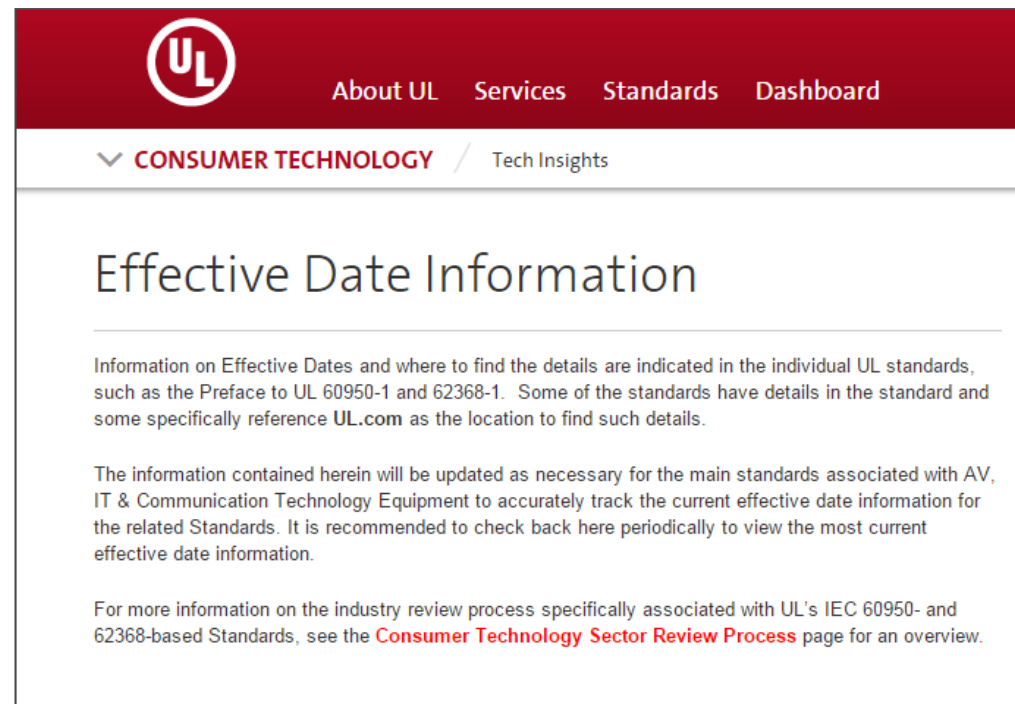 UL
About UL Services Standards Dashboard
CONSUMER TECHNOLOGY / Tech Insights
Effective Date Information
Information on Effective Dates and where to find the details are indicated in the individual UL standards,
such as the Preface to UL 60950-1 and 62368-1. Some of the standards have details in the standard and
some specifically reference UL.com as the location to find such details.
The information contained herein will be updated as necessary for the main standards associated with AV,
IT & Communication Technology Equipment to accurately track the current effective date information for
the related Standards. It is recommended to check back here periodically to view the most current
effective date information.
For more information on the industry review process specifically associated with UL's IEC 60950- and
62368-based Standards, see the Consumer Technology Sector Review Process page for an overview.